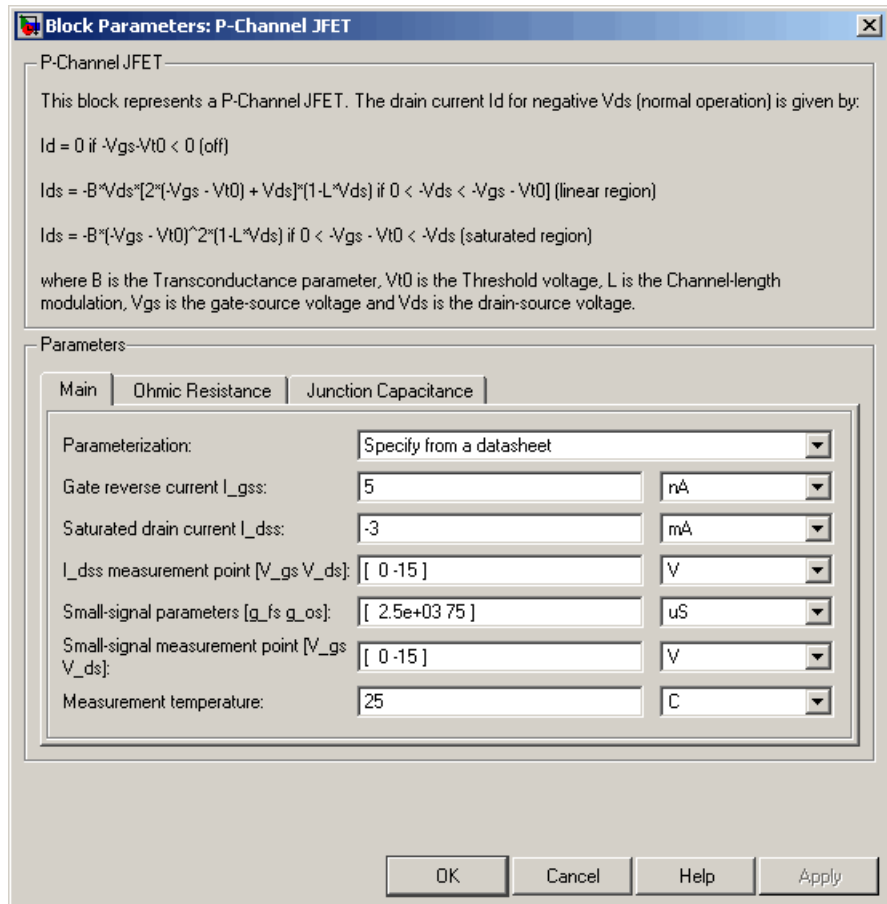 Block Parameters: P-Channel JFET
P-Channel JFET
This block represents a P-Channel JFET. The drain current Id for negative Vds (normal operation) is given by:
Id = 0 if -Vgs-Vt0 < 0 (off)
Ids = -B*Vds*[2*(-Vgs - Vt0) + Vds]*(1-L*Vds) if 0 < -Vds < -Vgs - Vt0] (linear region)
Ids = -B*(-Vgs - Vt0)^2*(1-L*Vds) if 0 < -Vgs - Vt0 < -Vds (saturated region)
where B is the Transconductance parameter, Vt0 is the Threshold voltage, L is the Channel-length
modulation, Vgs is the gate-source voltage and Vds is the drain-source voltage.
Parameters
Main Ohmic Resistance Junction Capacitance
Parameterization: Specify from a datasheet
Gate reverse current I_gss: 5 nA
Saturated drain current I_dss: -3 mA
I_dss measurement point [V_gs V_ds]: [ 0 -15 ] V
Small-signal parameters [g_fs g_os]: [ 2.5e+03 75 ] uS
Small-signal measurement point [V_gs
V_ds]: [ 0 -15 ] V
Measurement temperature: 25 C
OK Cancel Help Apply